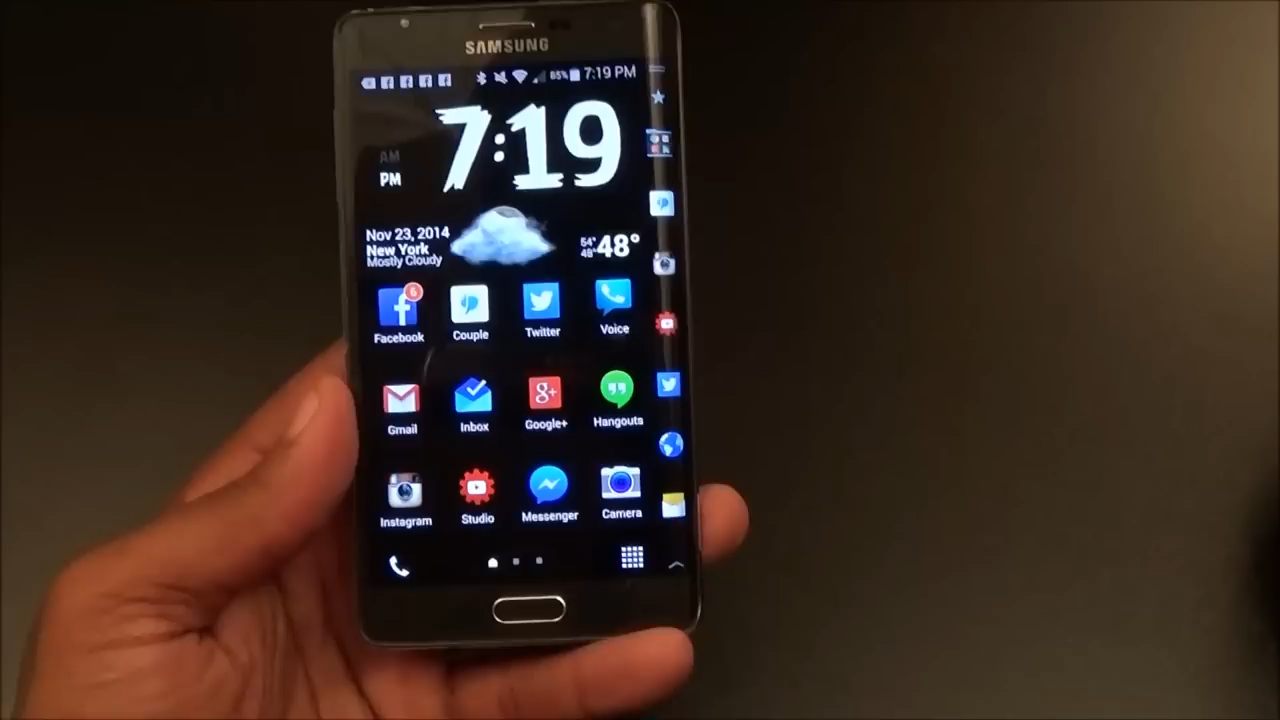 SAMSUNG
85% 7:19 PM
7:19
AM
PM
Nov 23, 2014
New York
Mostly Cloudy
54°
48°
48°
6
Facebook
Couple
Twitter
Voice
Gmail
Inbox
g+
Google+
Hangouts
Instagram
Studio
Messenger
Camera